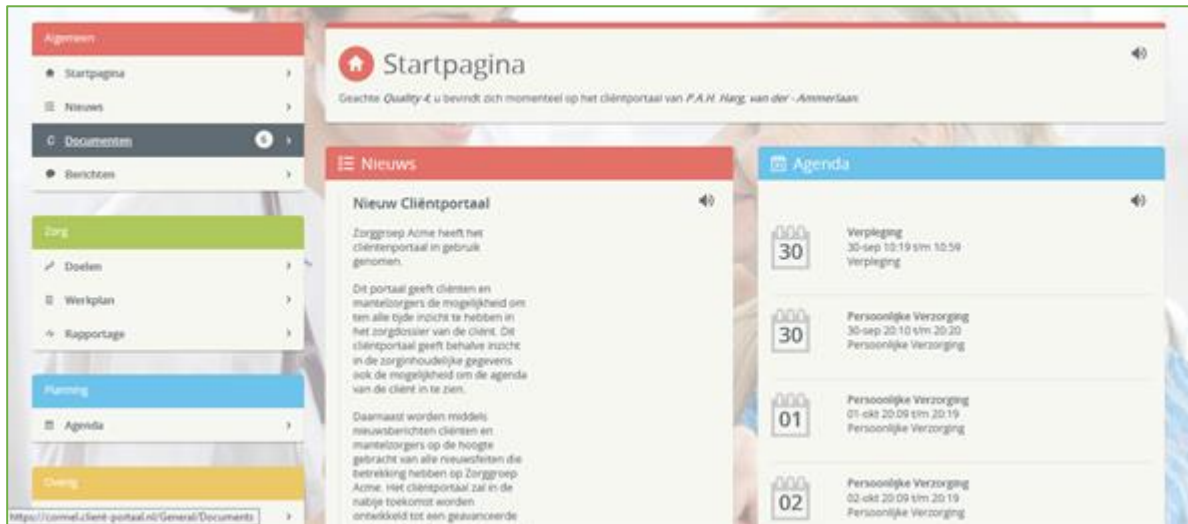 Algemeen
Startpagina
Nieuws
Documenten 6
Berichten
Zorg
Doelen
Werkplan
Rapportage
Planning
Agenda
Overig
https://cormel.client-portaal.nl/General/Documents
Startpagina
Geachte Quality-4, u bevindt zich momenteel op het cliëntportaal van P.A.H. Harg, van der - Ammerlaan.
Nieuws
Nieuw Cliëntportaal
Zorggroep Acme heeft het
cliëntenportaal in gebruik
genomen.
Dit portaal geeft cliënten en
mantelzorgers de mogelijkheid om
ten alle tijde inzicht te hebben in
het zorgdossier van de cliënt. Dit
cliëntportaal geeft behalve inzicht
in de zorginhoudelijke gegevens
ook de mogelijkheid om de agenda
van de cliënt in te zien.
Daarnaast worden middels
nieuwsberichten cliënten en
mantelzorgers op de hoogte
gebracht van alle nieuwsfeiten die
betrekking hebben op Zorggroep
Acme. Het cliëntportaal zal in de
nabije toekomst worden
ontwikkeld tot een geavanceerde
Agenda
30
Verpleging
30-sep 10:19 t/m 10:59
Verpleging
30
Persoonlijke Verzorging
30-sep 20:10 t/m 20:20
Persoonlijke Verzorging
01
Persoonlijke Verzorging
01-okt 20:09 t/m 20:19
Persoonlijke Verzorging
02
Persoonlijke Verzorging
02-okt 20:09 t/m 20:19
Persoonlijke Verzorging